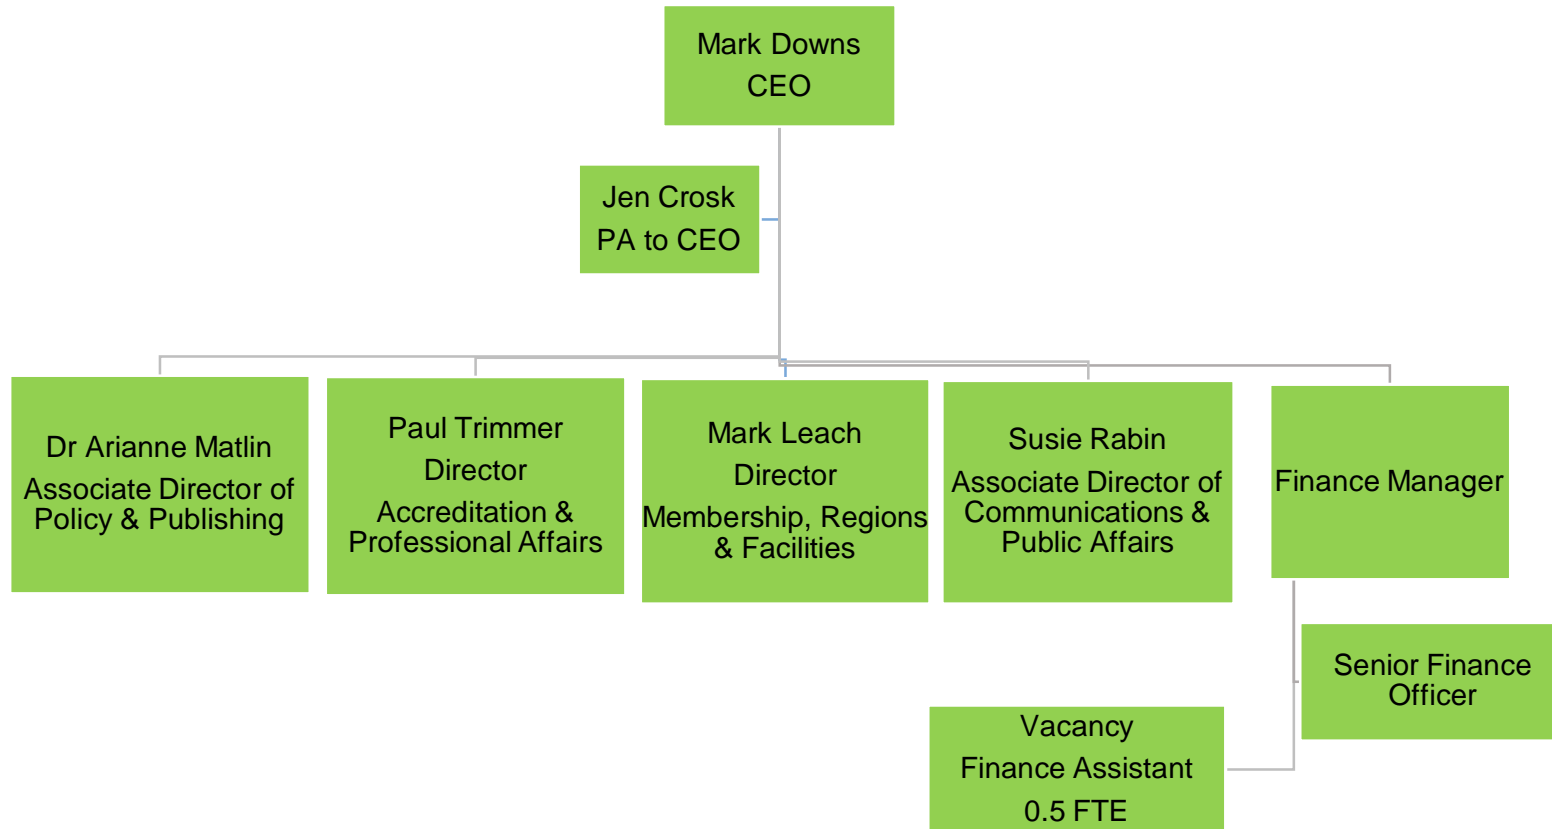 Mark Downs
CEO
Jen Crosk
PA to CEO
Dr Arianne Matlin
Associate Director of
Policy & Publishing
Paul Trimmer
Director
Accreditation &
Professional Affairs
Mark Leach
Director
Membership, Regions
& Facilities
Susie Rabin
Associate Director of
Communications &
Public Affairs
Finance Manager
Senior Finance
Officer
Vacancy
Finance Assistant
0.5 FTE